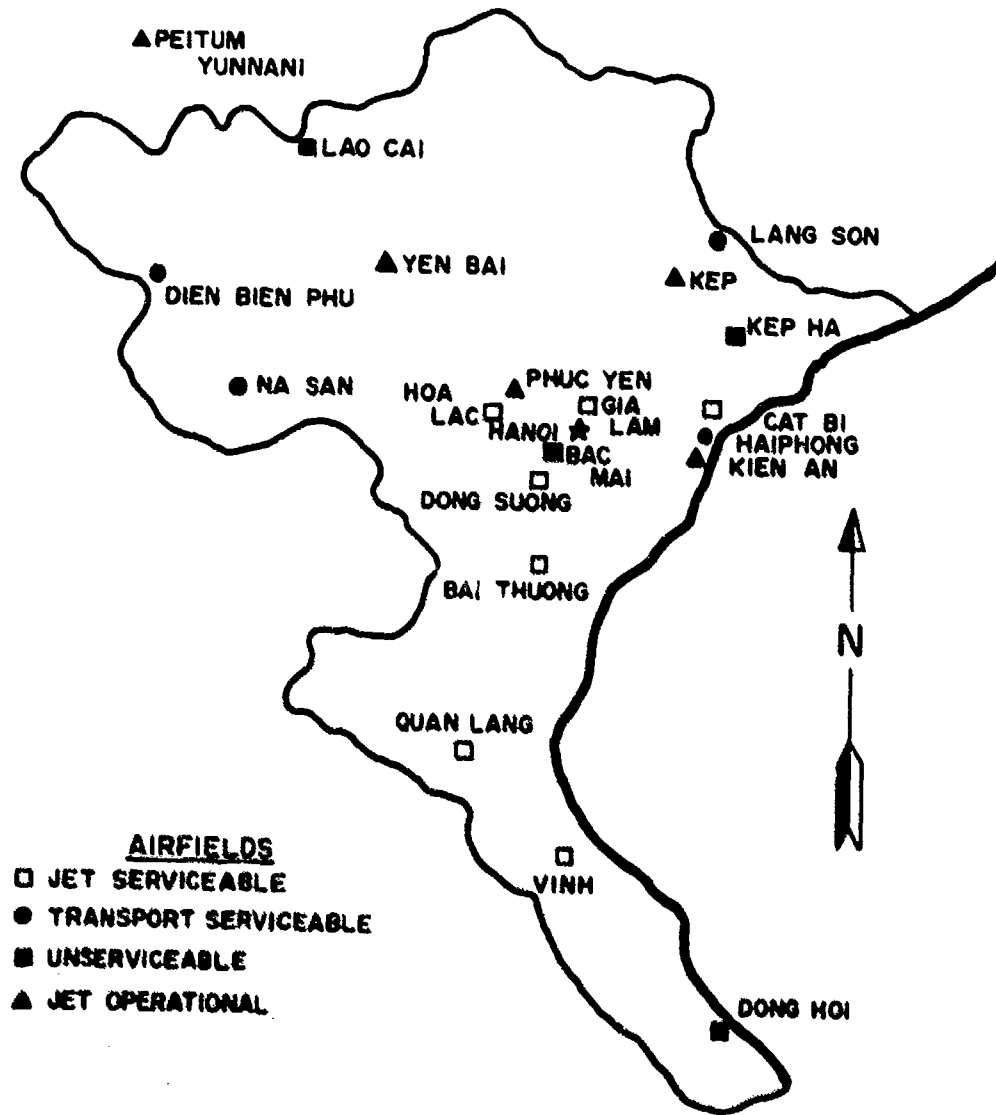 PEITUM
YUNNANI
LAO CAI
LANG SON
YEN BAI
KEP
DIEN BIEN PHU
KEP HA
PHUC YEN
NA SAN
HOA
LAC
GIA
LAM
HANOI
CAT BI
HAIPHONG
KIEN AN
BAC
MAI
DONG SUONG
BAI THUONG
N
QUAN LANG
VINH
AIRFIELDS
JET SERVICEABLE
TRANSPORT SERVICEABLE
UNSERVICEABLE
JET OPERATIONAL
DONG HOI